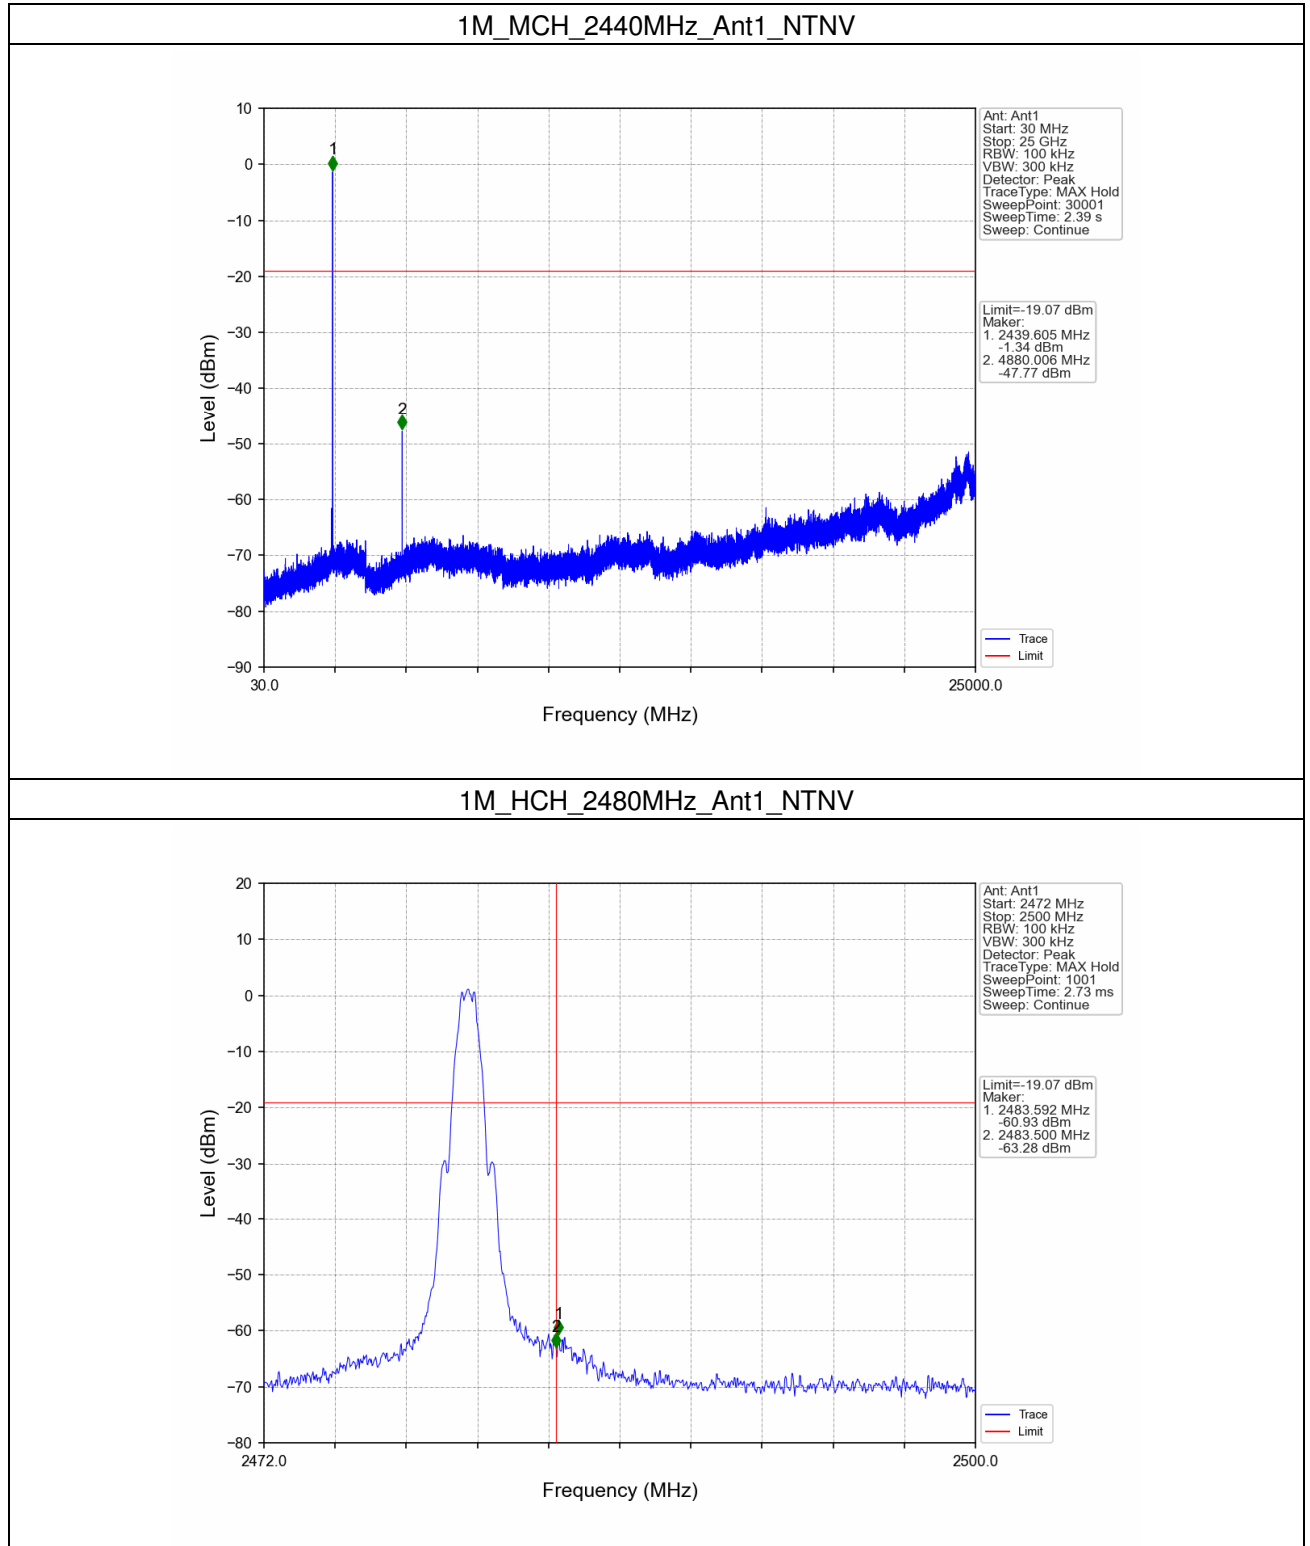 1M_MCH_2440MHz_Ant1_NTNV
10
0
−10
−20
−30
−40
−50
−60
−70
−80
−90
Level (dBm)
1
2
30.0
25000.0
Frequency (MHz)
Ant: Ant1
Start: 30 MHz
Stop: 25 GHz
RBW: 100 kHz
VBW: 300 kHz
Detector: Peak
TraceType: MAX Hold
SweepPoint: 30001
SweepTime: 2.39 s
Sweep: Continue
Limit=-19.07 dBm
Maker:
1. 2439.605 MHz
-1.34 dBm
2. 4880.006 MHz
-47.77 dBm
Trace
Limit
1M_HCH_2480MHz_Ant1_NTNV
20
10
0
−10
−20
−30
−40
−50
−60
−70
−80
Level (dBm)
1
2
2472.0
2500.0
Frequency (MHz)
Ant: Ant1
Start: 2472 MHz
Stop: 2500 MHz
RBW: 100 kHz
VBW: 300 kHz
Detector: Peak
TraceType: MAX Hold
SweepPoint: 1001
SweepTime: 2.73 ms
Sweep: Continue
Limit=-19.07 dBm
Maker:
1. 2483.592 MHz
-60.93 dBm
2. 2483.500 MHz
-63.28 dBm
Trace
Limit